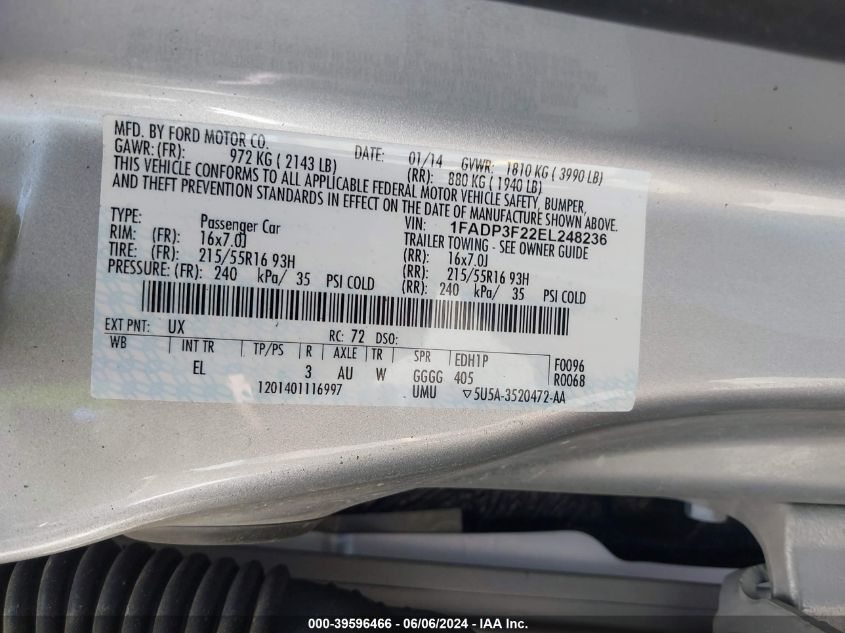 MFD. BY FORD MOTOR CO. DATE: 01/14 GVWR: 1810 KG ( 3990 LB)
GAWR: (FR): 972 KG ( 2143 LB) (RR): 880 KG ( 1940 LB)
THIS VEHICLE CONFORMS TO ALL APPLICABLE FEDERAL MOTOR VEHICLE SAFETY, BUMPER,
AND THEFT PREVENTION STANDARDS IN EFFECT ON THE DATE OF MANUFACTURE SHOWN ABOVE.
VIN: 1FADP3F22EL248236
TYPE: Passenger Car TRAILER TOWING - SEE OWNER GUIDE
RIM: (FR): 16x7.0J (RR): 16x7.0J
TIRE: (FR): 215/55R16 93H (RR): 215/55R16 93H
PRESSURE: (FR): 240 kPa/ 35 PSI COLD (RR): 240 kPa/ 35 PSI COLD
EXT PNT: UX RC: 72 DSO:
WB INT TR TP/PS R AXLE TR SPR EDH1P F0096
EL 3 AU W GGGG 405 R0068
1201401116997 UMU ▽5U5A-3520472-AA
000-39596466 - 06/06/2024 - IAA Inc.